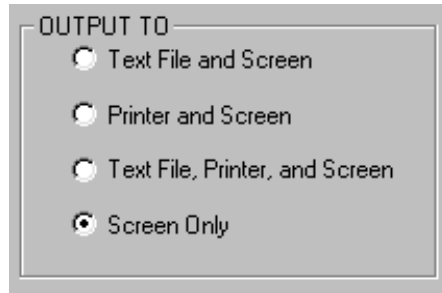 OUTPUT TO
Text File and Screen
Printer and Screen
Text File, Printer, and Screen
Screen Only